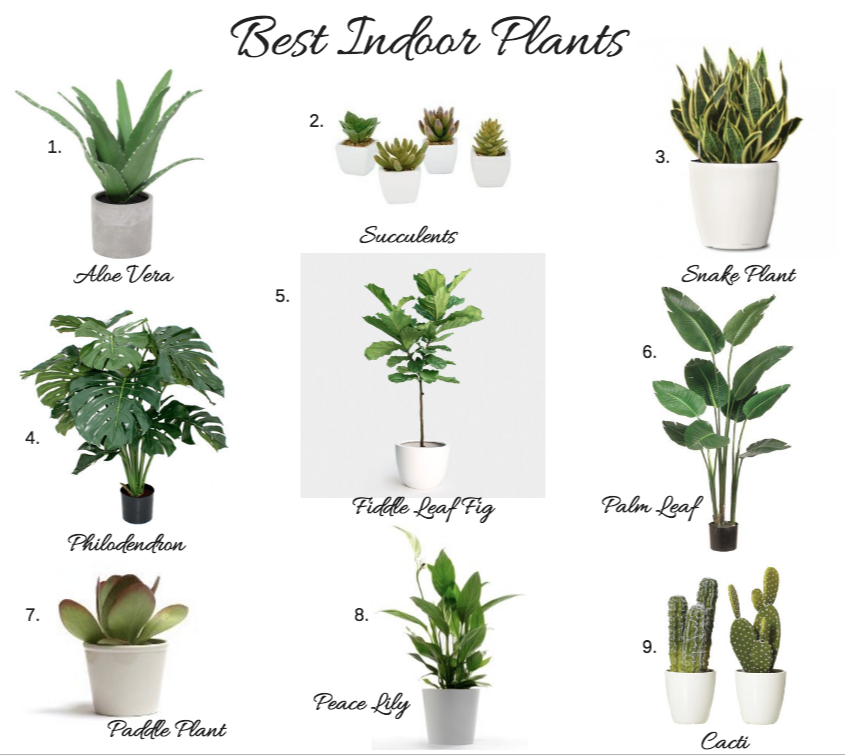 Best Indoor Plants
1.
Aloe Vera
2.
Succulents
3.
Snake Plant
4.
Philodendron
5.
Fiddle Leaf Fig
6.
Palm Leaf
7.
Paddle Plant
8.
Peace Lily
9.
Cacti